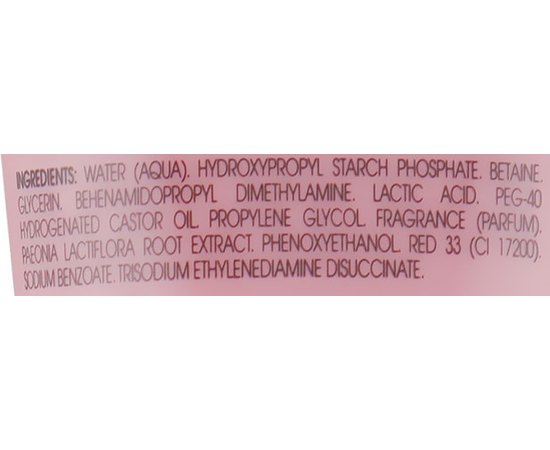 INGREDIENTS: WATER (AQUA). HYDROXYPROPYL STARCH PHOSPHATE. BETAINE.
GLYCERIN. BEHENAMIDOPROPYL DIMETHYLAMINE. LACTIC ACID. PEG-40
HYDROGENATED CASTOR OIL. PROPYLENE GLYCOL. FRAGRANCE (PARFUM).
PAEONIA LACTIFLORA ROOT EXTRACT. PHENOXYETHANOL. RED 33 (CI 17200).
SODIUM BENZOATE. TRISODIUM ETHYLENEDIAMINE DISUCCINATE.